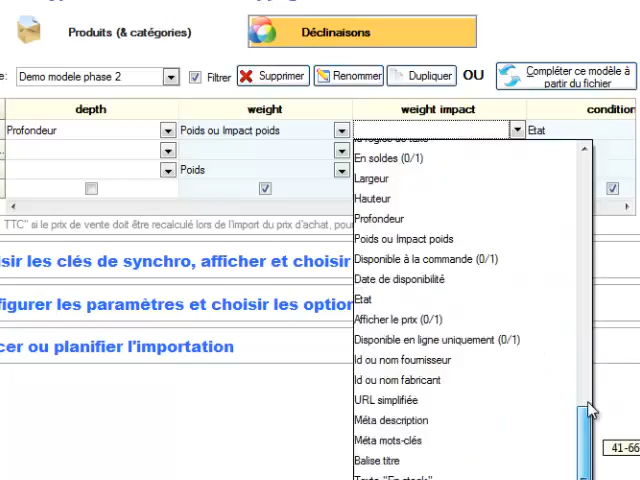 Produits (& catégories)
Déclinaisons
e:
Demo modele phase 2
Filtrer
Supprimer
Renommer
Dupliquer
OU
Compléter ce modèle à
partir du fichier
depth
weight
weight impact
condition
Profondeur
Poids ou Impact poids
Etat
Poids
En soldes (0/1)
Largeur
Hauteur
Profondeur
Poids ou Impact poids
Disponible à la commande (0/1)
Date de disponibilité
Etat
Afficher le prix (0/1)
Disponible en ligne uniquement (0/1)
Id ou nom fournisseur
Id ou nom fabricant
URL simplifiée
Méta description
Méta mots-clés
Balise titre
Texte "En stock"
TTC" si le prix de vente doit être recalculé lors de l'import du prix d'achat, pou
sir les clés de synchro, afficher et choisir
figurer les paramètres et choisir les option
cer ou planifier l'importation
41-66